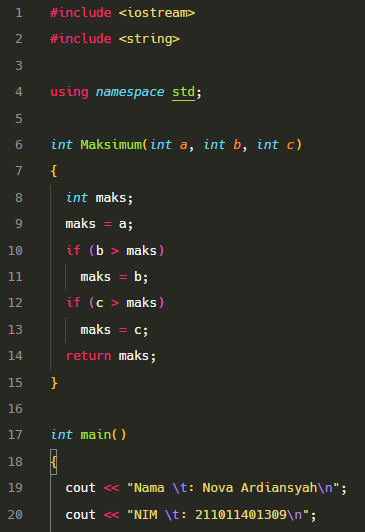 1 #include <iostream>
2 #include <string>
3
4 using namespace std;
5
6 int Maksimum(int a, int b, int c)
7 {
8 int maks;
9 maks = a;
10 if (b > maks)
11 maks = b;
12 if (c > maks)
13 maks = c;
14 return maks;
15 }
16
17 int main()
18 {
19 cout << "Nama \t: Nova Ardiansyah\n";
20 cout << "NIM \t: 211011401309\n";